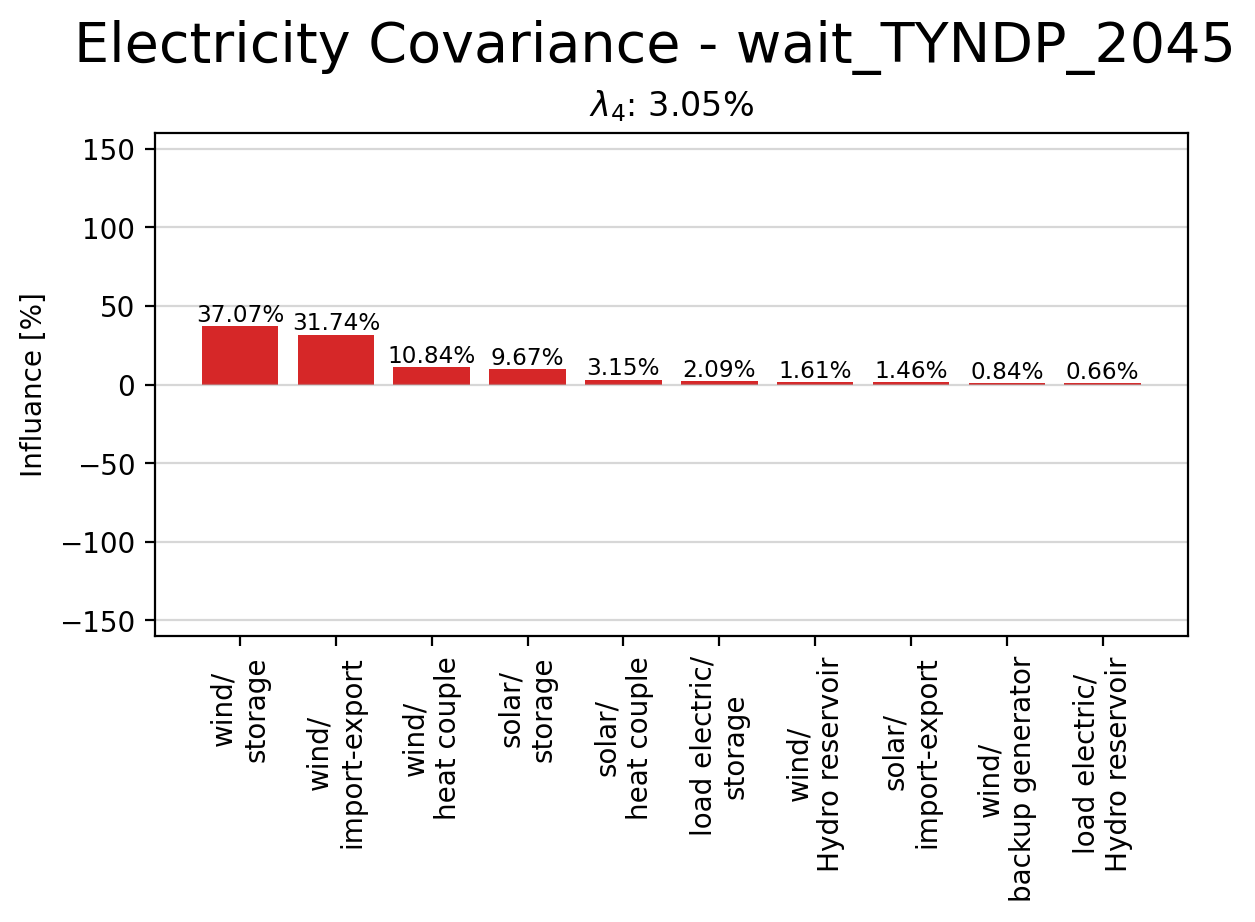 Electricity Covariance - wait_TYNDP_2045
λ4: 3.05%
Influance [%]
150
100
50
0
−50
−100
−150
37.07%
31.74%
10.84%
9.67%
3.15%
2.09%
1.61%
1.46%
0.84%
0.66%
wind/
storage
wind/
import-export
wind/
heat couple
solar/
storage
solar/
heat couple
load electric/
storage
wind/
Hydro reservoir
solar/
import-export
wind/
backup generator
load electric/
Hydro reservoir